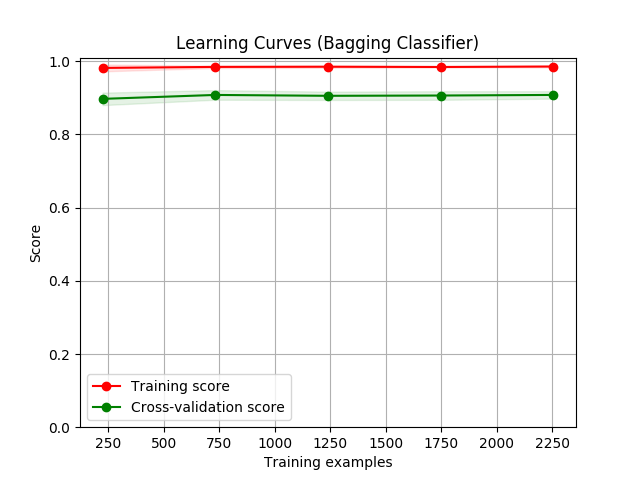 Learning Curves (Bagging Classifier)
1.0
0.8
0.6
0.4
0.2
0.0
Score
Training score
Cross-validation score
250 500 750 1000 1250 1500 1750 2000 2250
Training examples